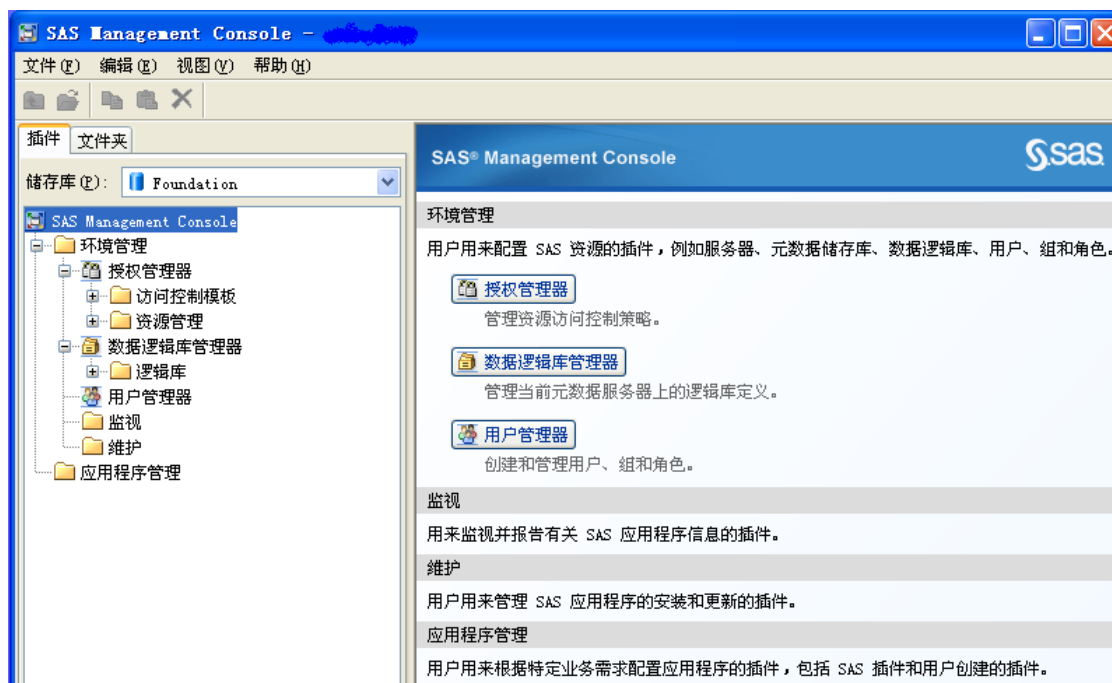 SAS Management Console -
文件(F) 编辑(E) 视图(V) 帮助(H)
插件 文件夹
储存库(P): Foundation
SAS Management Console
环境管理
授权管理器
访问控制模板
资源管理
数据逻辑库管理器
逻辑库
用户管理器
监视
维护
应用程序管理
SAS® Management Console
sas
环境管理
用户用来配置 SAS 资源的插件，例如服务器、元数据储存库、数据逻辑库、用户、组和角色。
授权管理器
管理资源访问控制策略。
数据逻辑库管理器
管理当前元数据服务器上的逻辑库定义。
用户管理器
创建和管理用户、组和角色。
监视
用来监视并报告有关 SAS 应用程序信息的插件。
维护
用户用来管理 SAS 应用程序的安装和更新的插件。
应用程序管理
用户用来根据特定业务需求配置应用程序的插件，包括 SAS 插件和用户创建的插件。